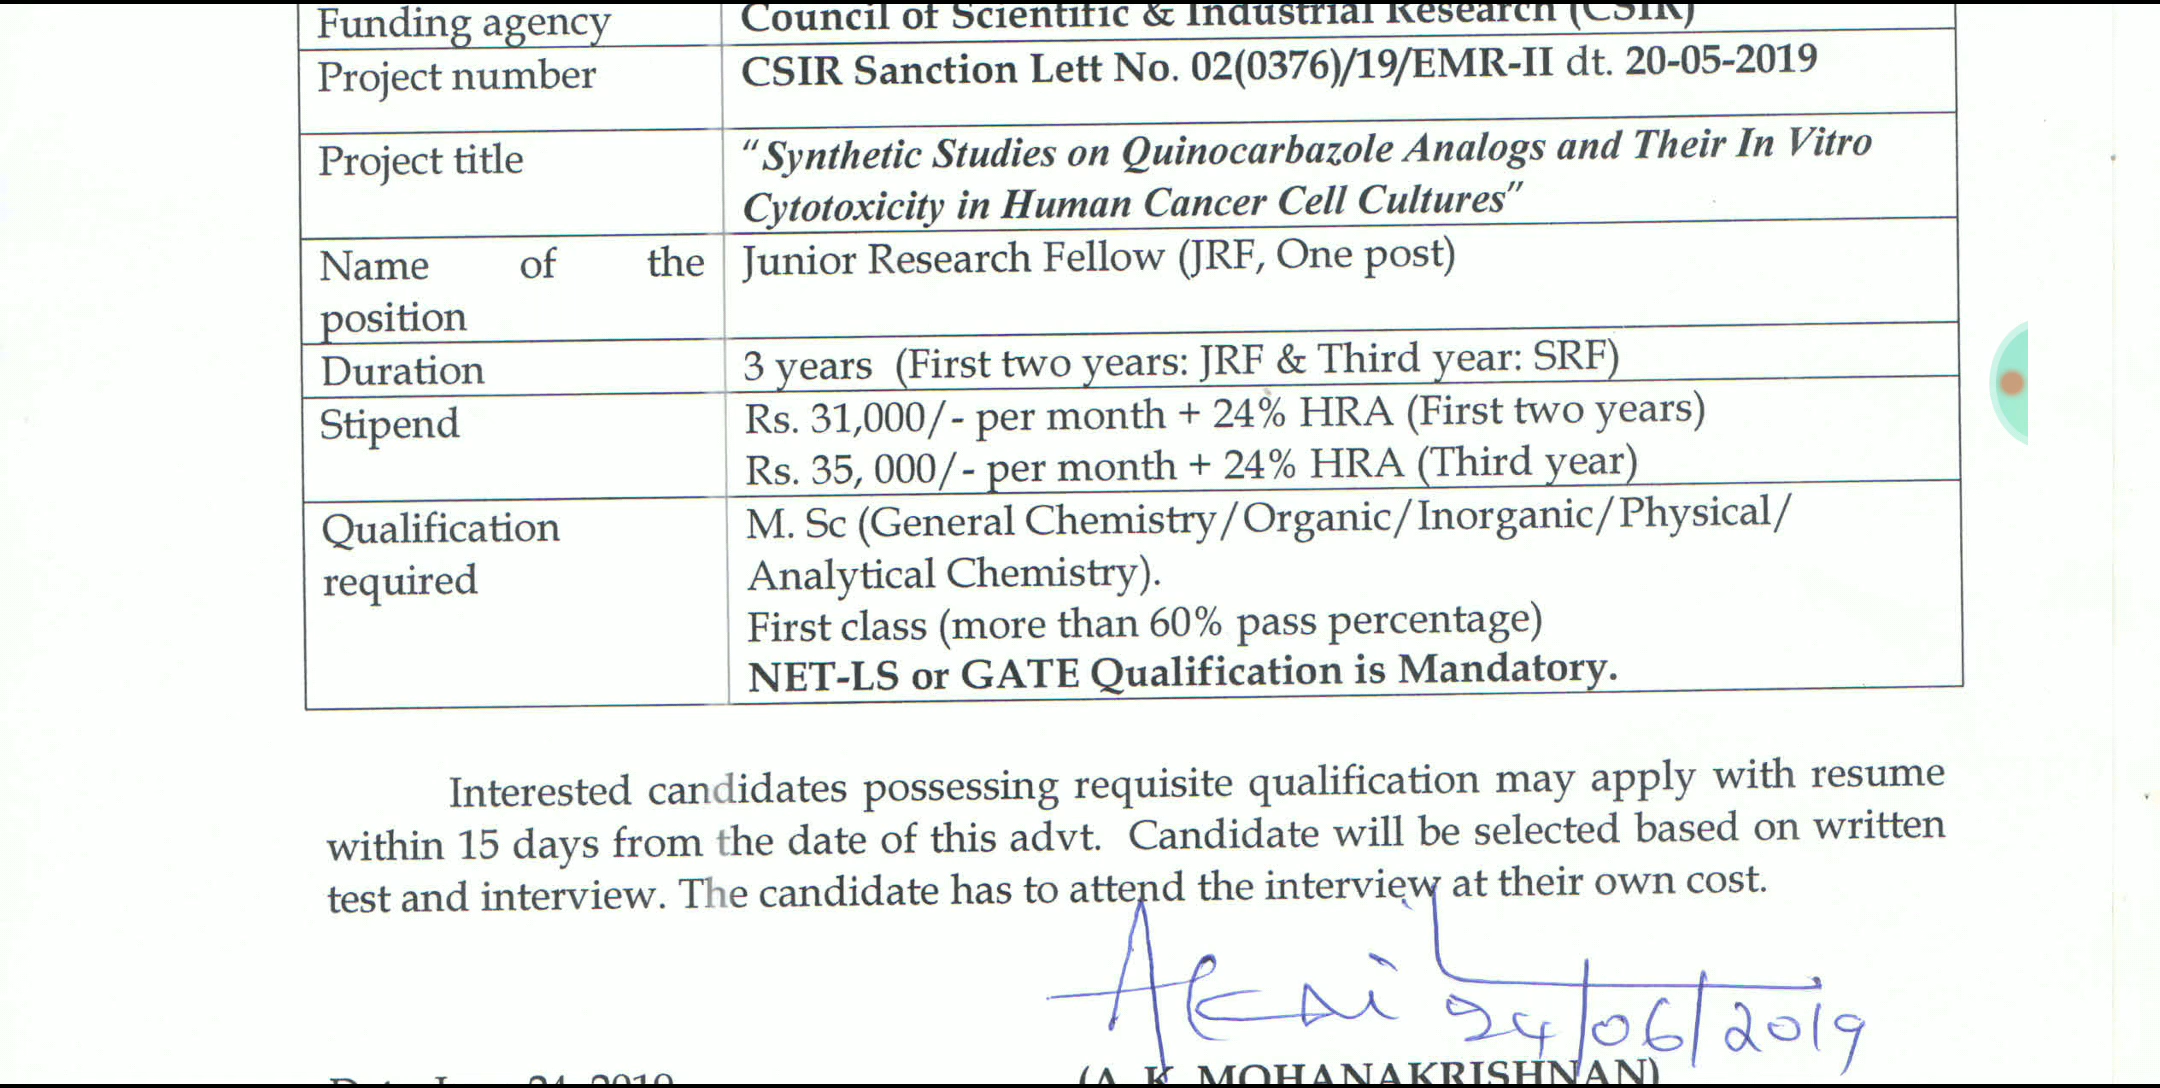 Funding agency
Council of Scientific & Industrial Research (CSIR)
Project number
CSIR Sanction Lett No. 02(0376)/19/EMR-II dt. 20-05-2019
Project title
"Synthetic Studies on Quinocarbazole Analogs and Their In Vitro
Cytotoxicity in Human Cancer Cell Cultures"
Name of the
position
Junior Research Fellow (JRF, One post)
Duration
3 years (First two years: JRF & Third year: SRF)
Stipend
Rs. 31,000/- per month + 24% HRA (First two years)
Rs. 35, 000/- per month + 24% HRA (Third year)
Qualification
required
M. Sc (General Chemistry/Organic/Inorganic/Physical/
Analytical Chemistry).
First class (more than 60% pass percentage)
NET-LS or GATE Qualification is Mandatory.
Interested candidates possessing requisite qualification may apply with resume
within 15 days from the date of this advt. Candidate will be selected based on written
test and interview. The candidate has to attend the interview at their own cost.
24/06/2019
(A. K. MOHANAKRISHNAN)
24, 2019